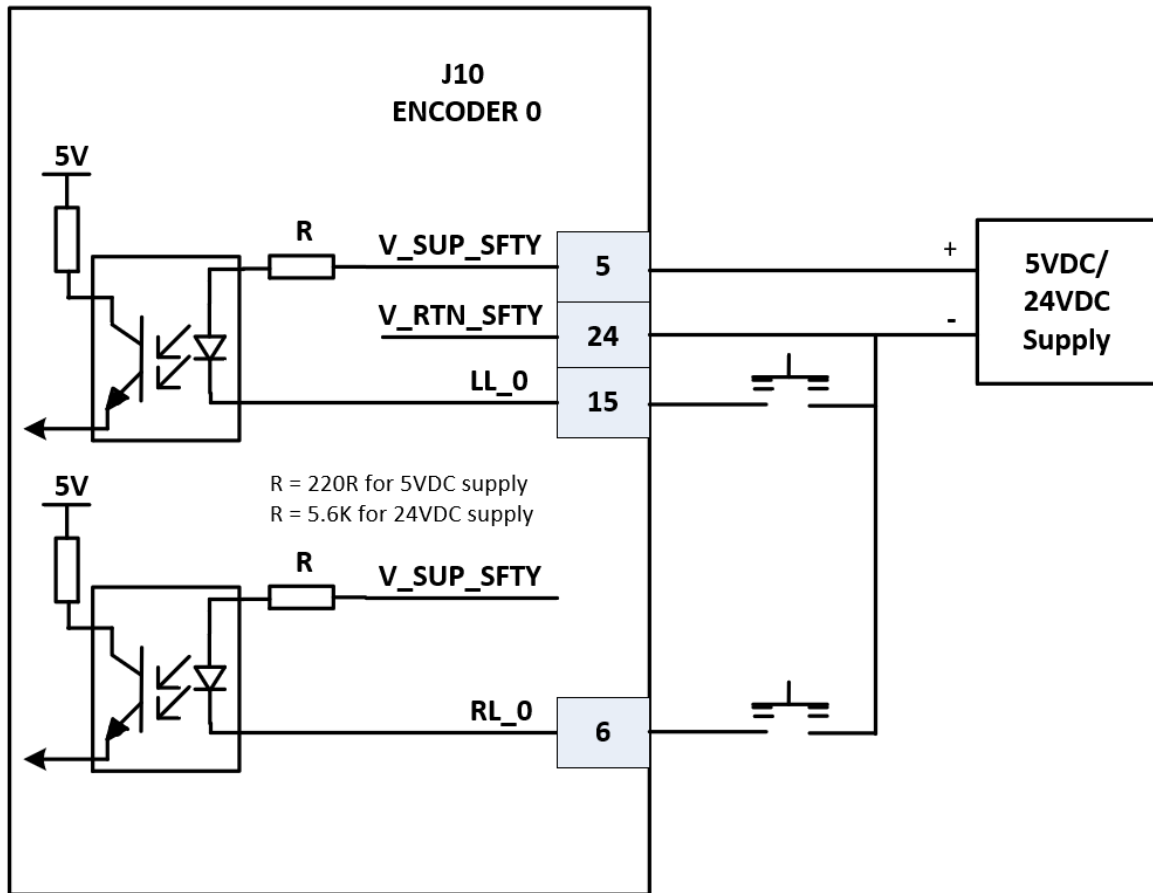 J10
ENCODER 0
5V
R
V_SUP_SFTY
5
+
5VDC/
24VDC
Supply
V_RTN_SFTY
24
-
LL_0
15
R = 220R for 5VDC supply
R = 5.6K for 24VDC supply
5V
R
V_SUP_SFTY
RL_0
6